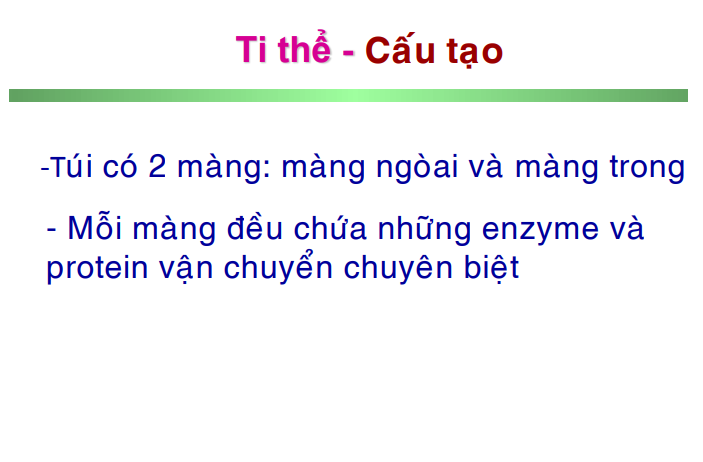 Ti thể - Cấu tạo
-Túi có 2 màng: màng ngòai và màng trong
- Mỗi màng đều chứa những enzyme và
protein vận chuyển chuyên biệt